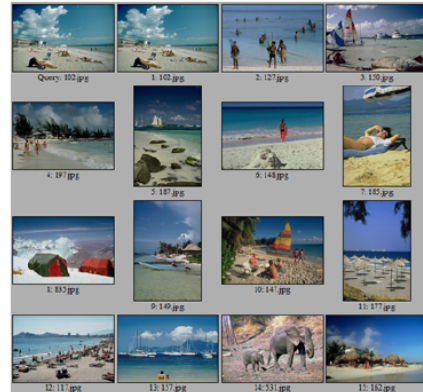 Query: 102.jpg
1: 102.jpg
2: 127.jpg
3: 150.jpg
4: 197.jpg
5: 187.jpg
6: 148.jpg
7: 185.jpg
8: 835.jpg
9: 149.jpg
10: 147.jpg
11: 177.jpg
12: 117.jpg
13: 157.jpg
14: 531.jpg
15: 162.jpg